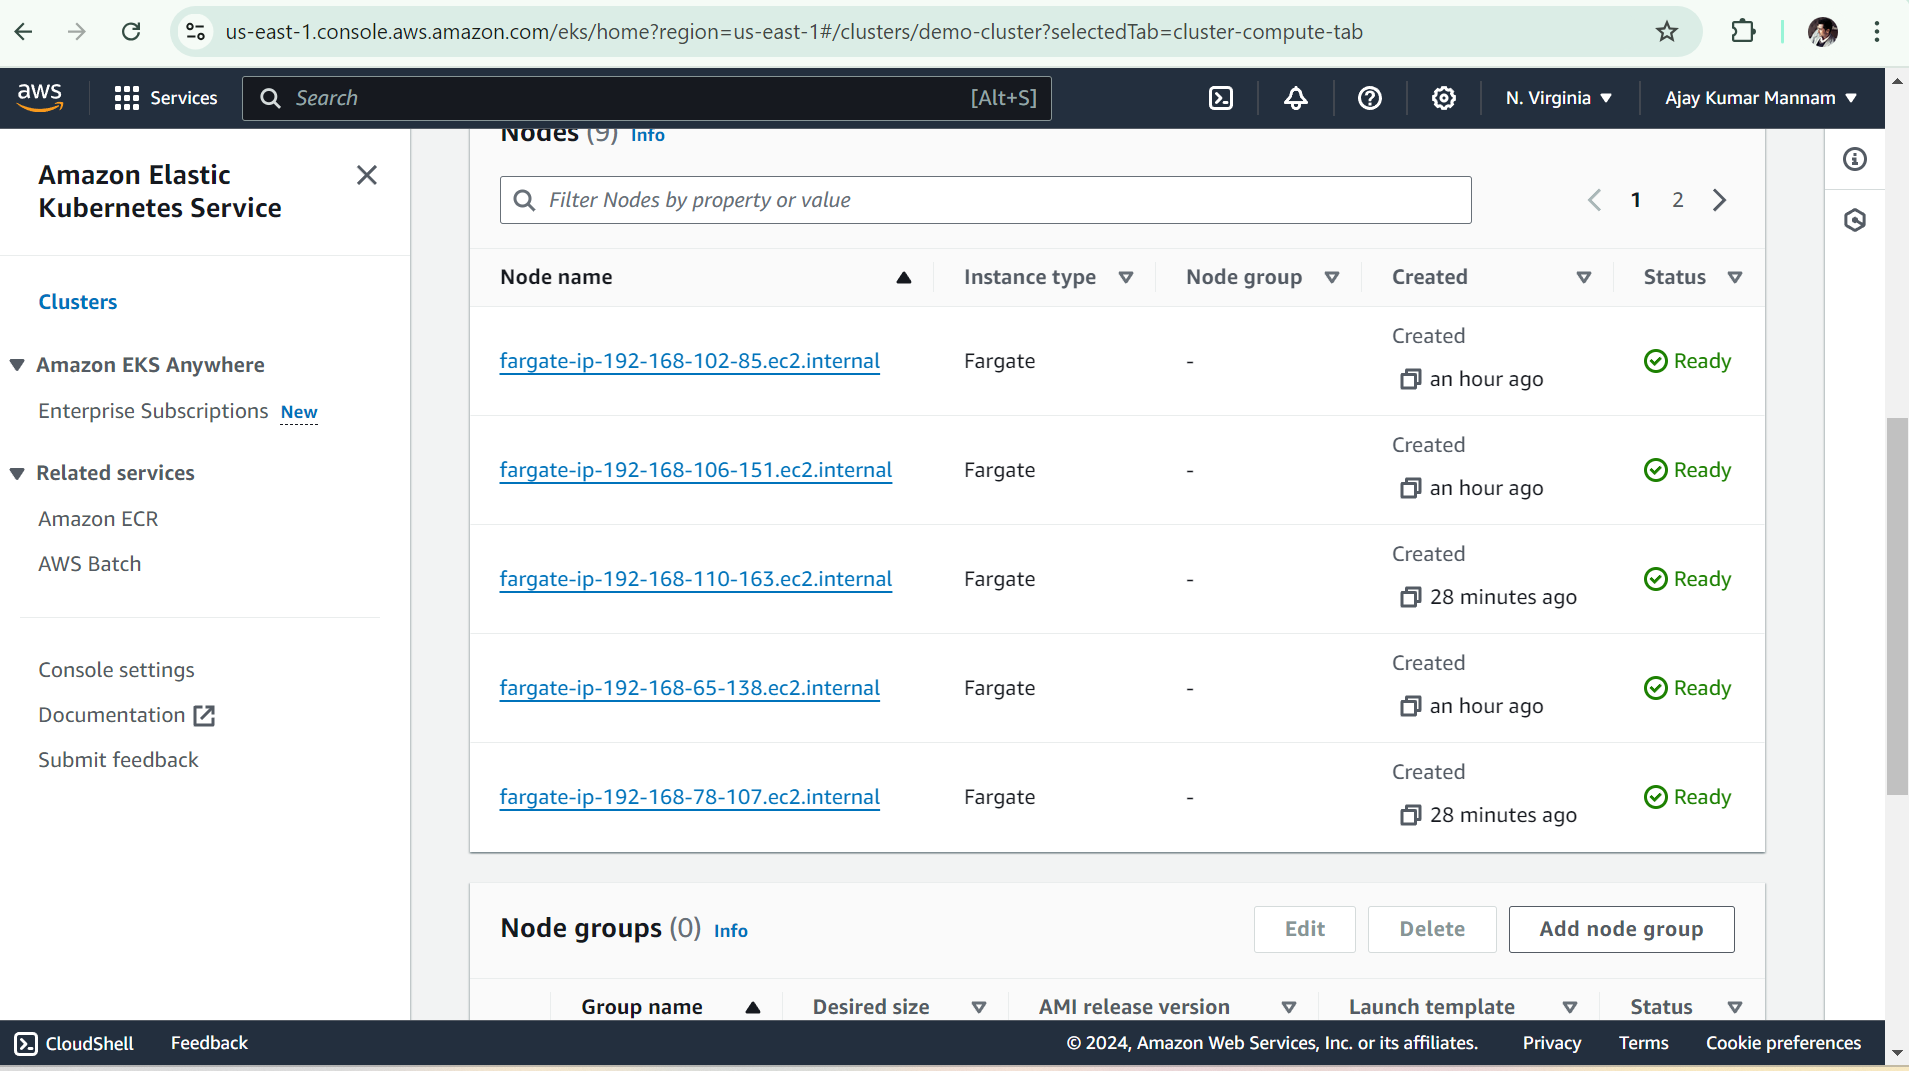 us-east-1.console.aws.amazon.com/eks/home?region=us-east-1#/clusters/demo-cluster?selectedTab=cluster-compute-tab
aws
Services
Search
[Alt+S]
N. Virginia
Ajay Kumar Mannam
Amazon Elastic
Kubernetes Service
Clusters
Amazon EKS Anywhere
Enterprise Subscriptions New
Related services
Amazon ECR
AWS Batch
Console settings
Documentation
Submit feedback
Nodes (9) Info
Filter Nodes by property or value
1 2
Node name Instance type Node group Created Status
fargate-ip-192-168-102-85.ec2.internal Fargate - Created an hour ago Ready
fargate-ip-192-168-106-151.ec2.internal Fargate - Created an hour ago Ready
fargate-ip-192-168-110-163.ec2.internal Fargate - Created 28 minutes ago Ready
fargate-ip-192-168-65-138.ec2.internal Fargate - Created an hour ago Ready
fargate-ip-192-168-78-107.ec2.internal Fargate - Created 28 minutes ago Ready
Node groups (0) Info
Edit Delete Add node group
Group name Desired size AMI release version Launch template Status
CloudShell Feedback © 2024, Amazon Web Services, Inc. or its affiliates. Privacy Terms Cookie preferences